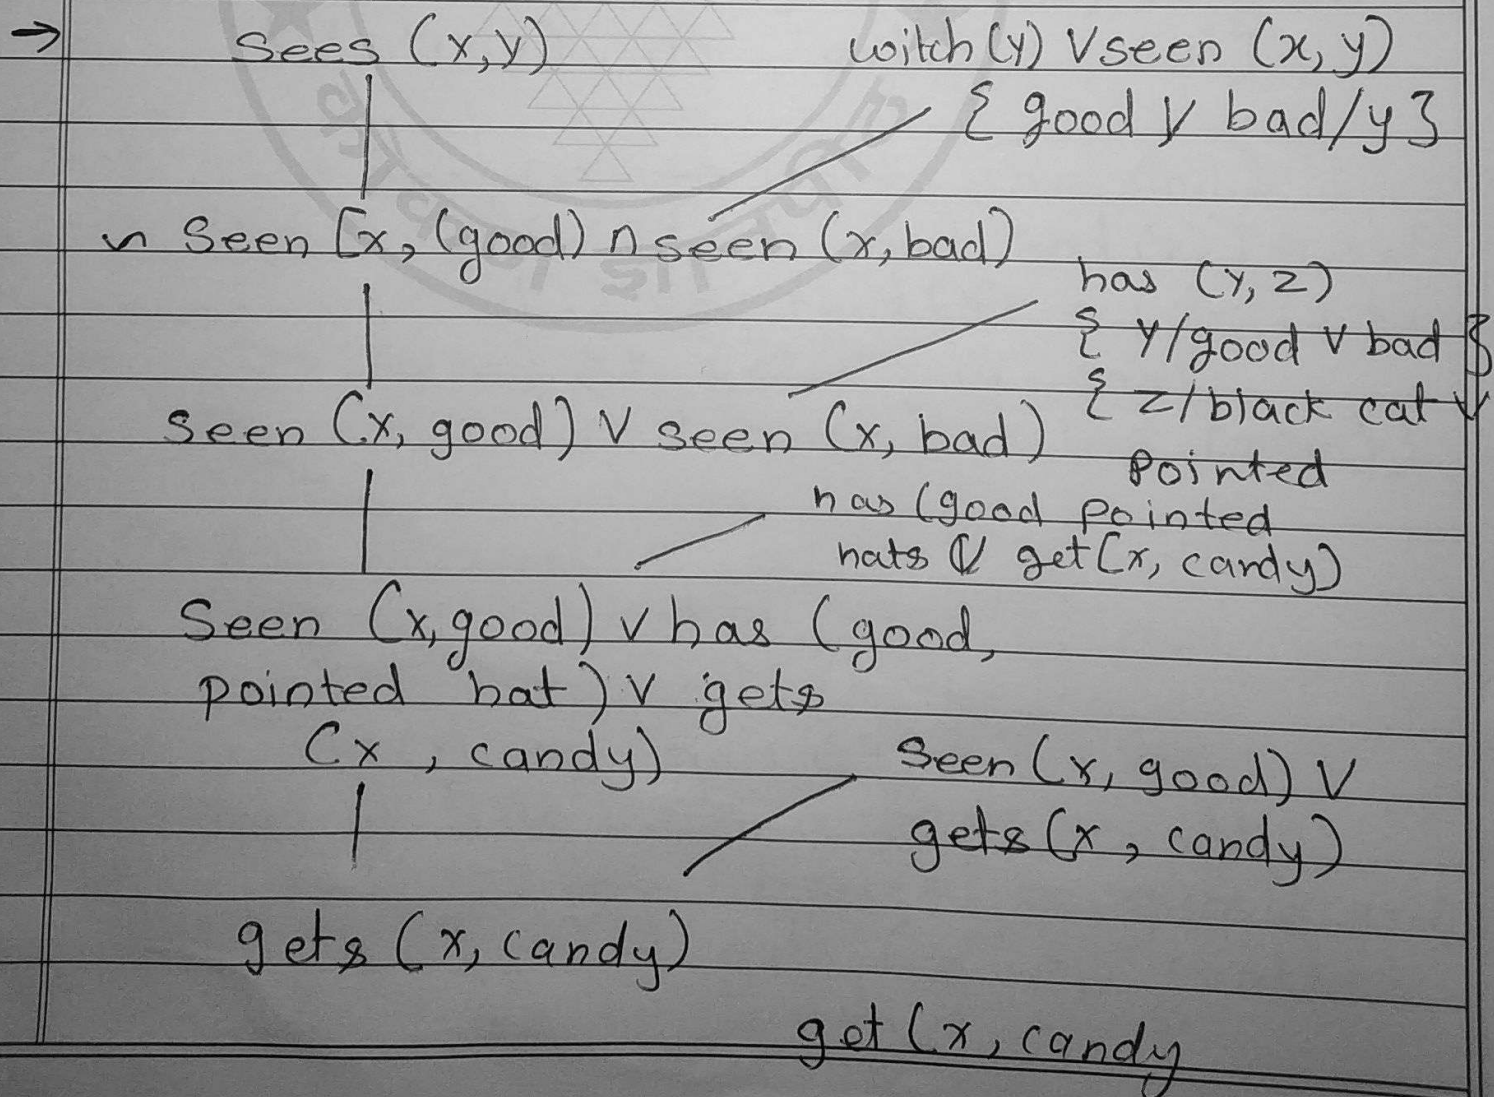 → sees (x,y) witch(y) V seen (x, y)
{ good V bad/y }
~ seen [x, (good) ∩ seen (x, bad)
has (y, z)
{ y/good V bad }
{ z/black cat V
seen (x, good) V seen (x, bad)
pointed
has (good pointed
hats V get(x, candy)
Seen (x, good) V has (good,
pointed hat) V gets
(x , candy)
seen (x, good) V
gets (x , candy)
gets (x, candy)
get (x, candy
कर्मवीर